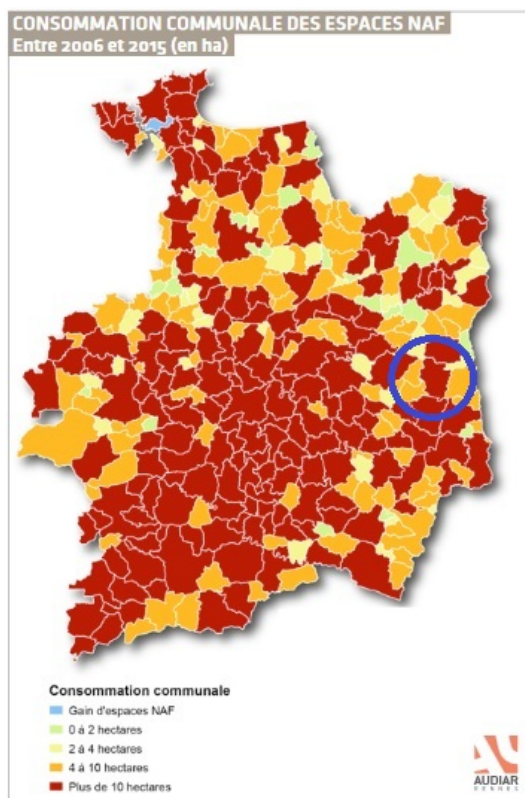 CONSOMMATION COMMUNALE DES ESPACES NAF
Entre 2006 et 2015 (en ha)
Consommation communale
Gain d'espaces NAF
0 à 2 hectares
2 à 4 hectares
4 à 10 hectares
Plus de 10 hectares
AUDIAR
RENNES